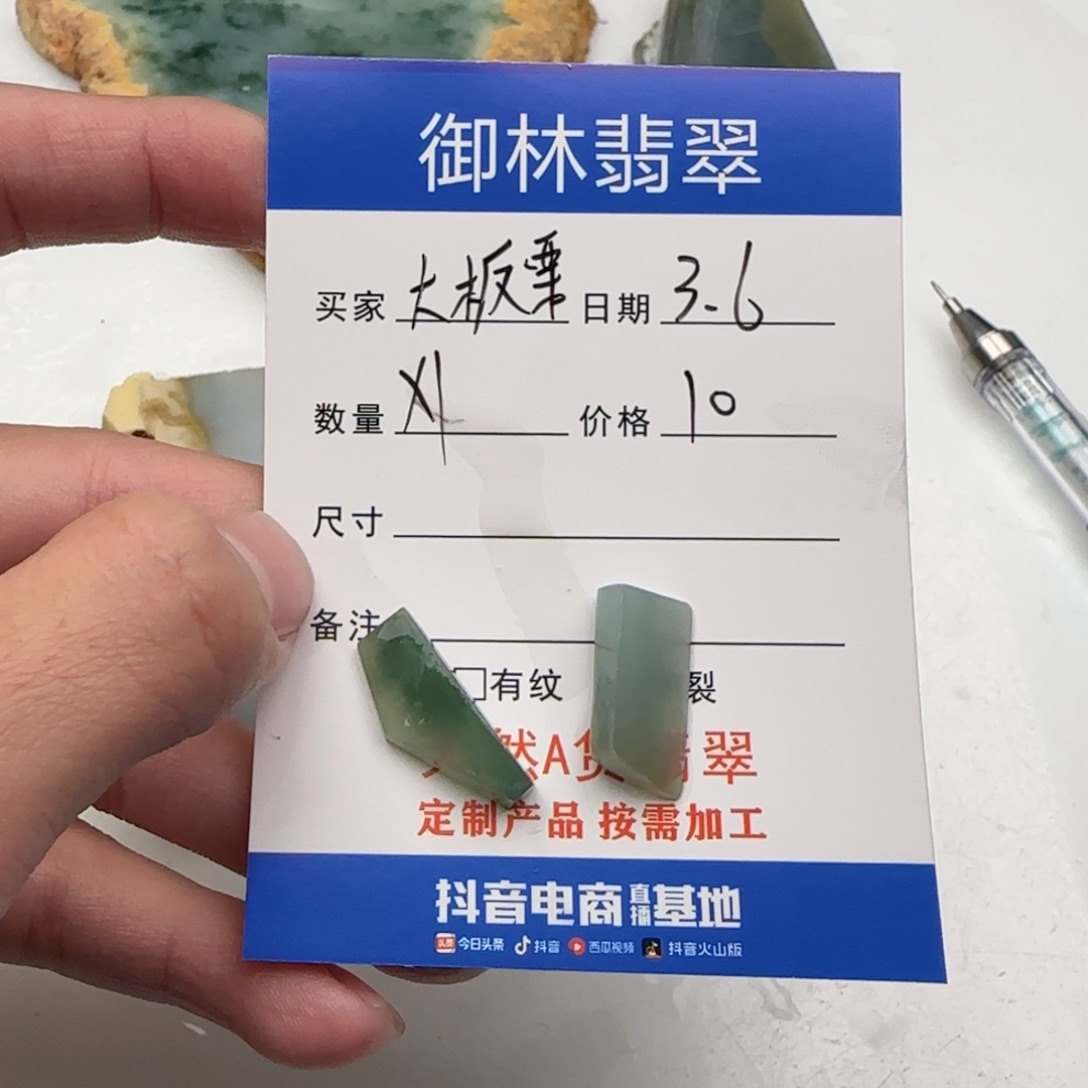 御林翡翠
买家 大板栗 日期 3.6
数量 X1 价格 10
尺寸
备注
□有纹 裂
然A货翡翠
定制产品 按需加工
抖音电商直播基地
今日头条 抖音 西瓜视频 抖音火山版